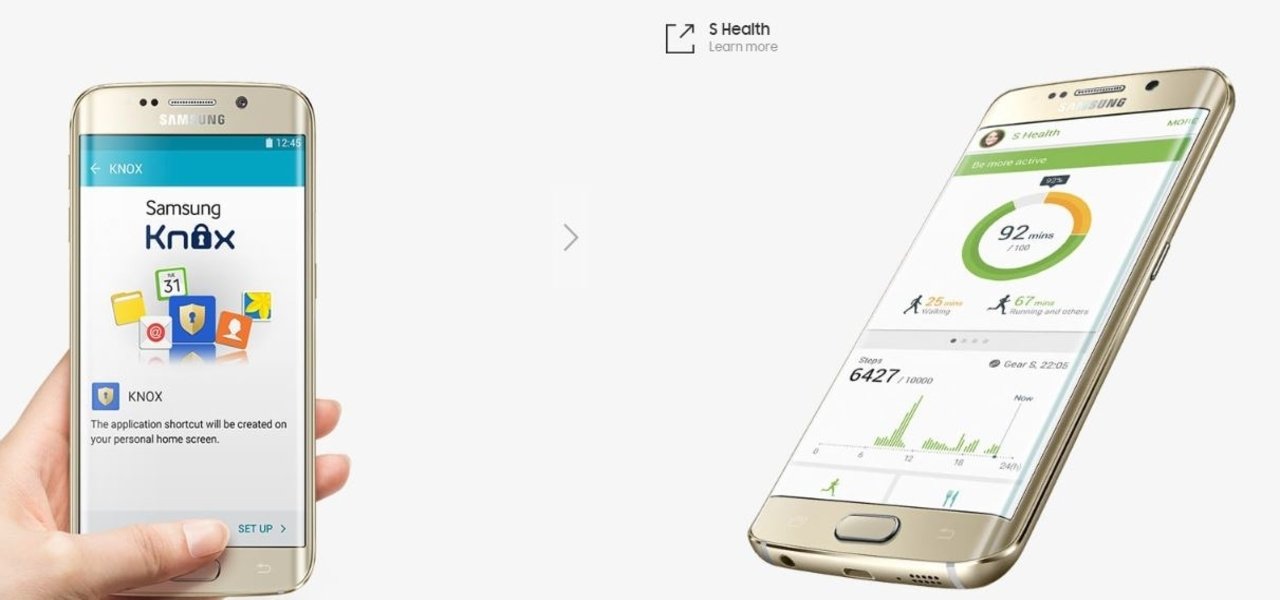 S Health
Learn more
SAMSUNG
12:45
KNOX
Samsung
Knox
31
KNOX
The application shortcut will be created on
your personal home screen.
SET UP
SAMSUNG
S Health
MORE
Be more active
92%
92 mins
/ 100
25 mins
Walking
67 mins
Running and others
Steps
6427 / 10000
Gear S, 22:05
Now
0 6 12 18 24(h)